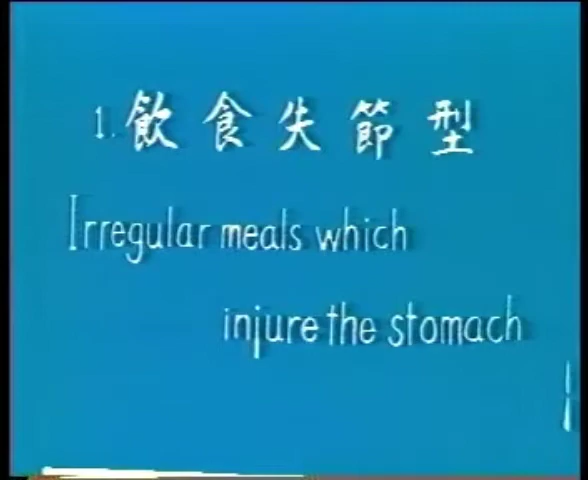 1. 飲食失節型
Irregular meals which
injure the stomach